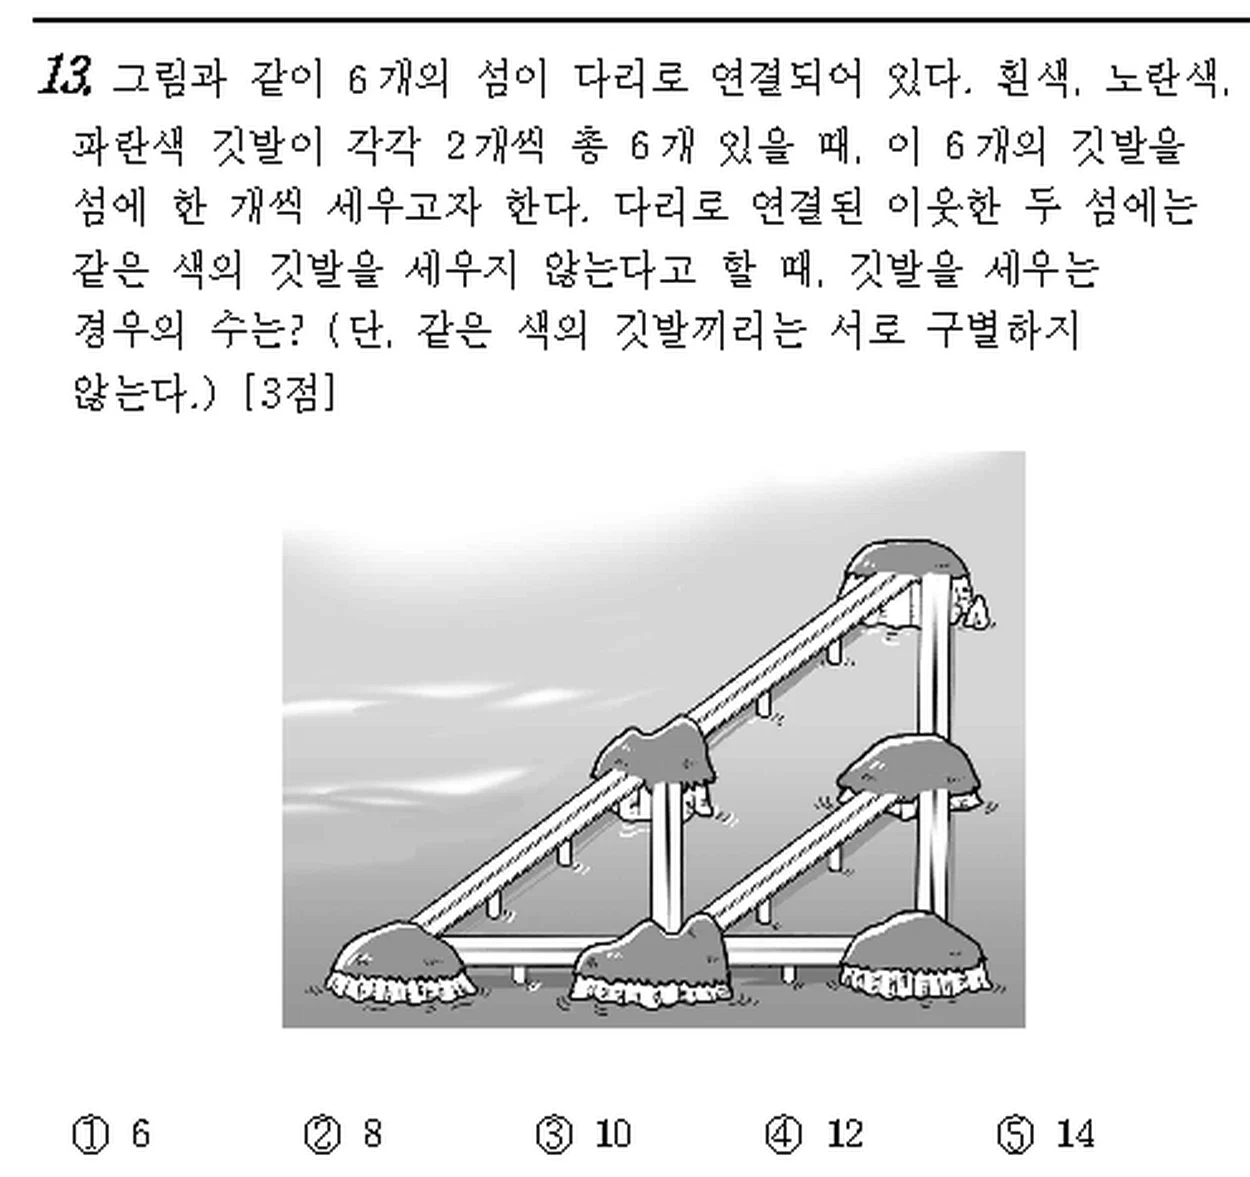 13. 그림과 같이 6개의 섬이 다리로 연결되어 있다. 흰색, 노란색,
파란색 깃발이 각각 2개씩 총 6개 있을 때, 이 6개의 깃발을
섬에 한 개씩 세우고자 한다. 다리로 연결된 이웃한 두 섬에는
같은 색의 깃발을 세우지 않는다고 할 때, 깃발을 세우는
경우의 수는? (단, 같은 색의 깃발끼리는 서로 구별하지
않는다.) [3점]
① 6 ② 8 ③ 10 ④ 12 ⑤ 14